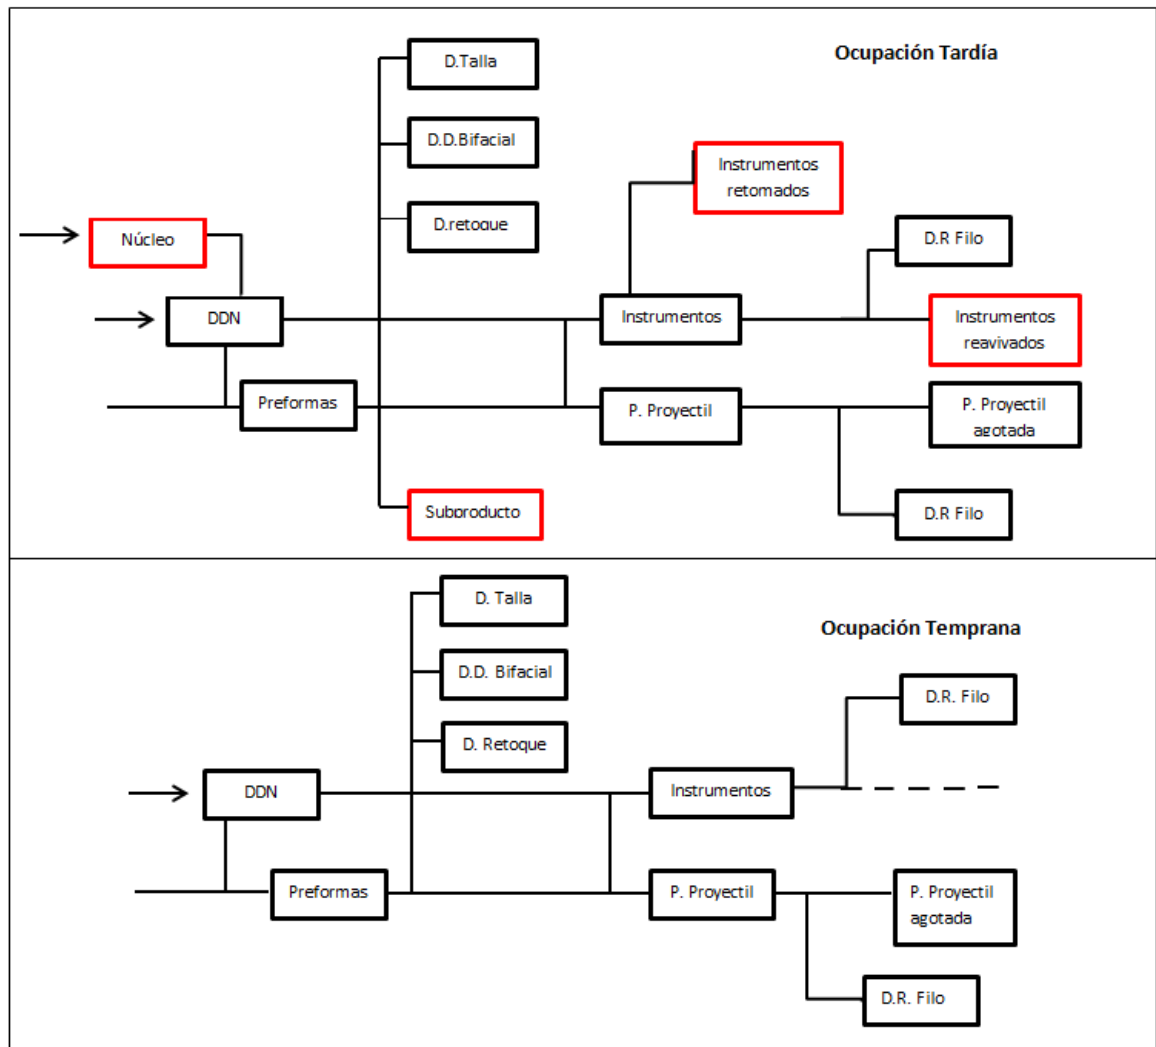 Ocupación Tardía
D.Talla
D.D.Bifacial
D.retoque
Instrumentos
retomados
Núcleo
D.R Filo
DDN
Instrumentos
Instrumentos
reavivados
Preformas
P. Proyectil
P. Proyectil
agotada
Subproducto
D.R Filo
Ocupación Temprana
D. Talla
D.D. Bifacial
D. Retoque
D.R. Filo
DDN
Instrumentos
Preformas
P. Proyectil
P. Proyectil
agotada
D.R. Filo